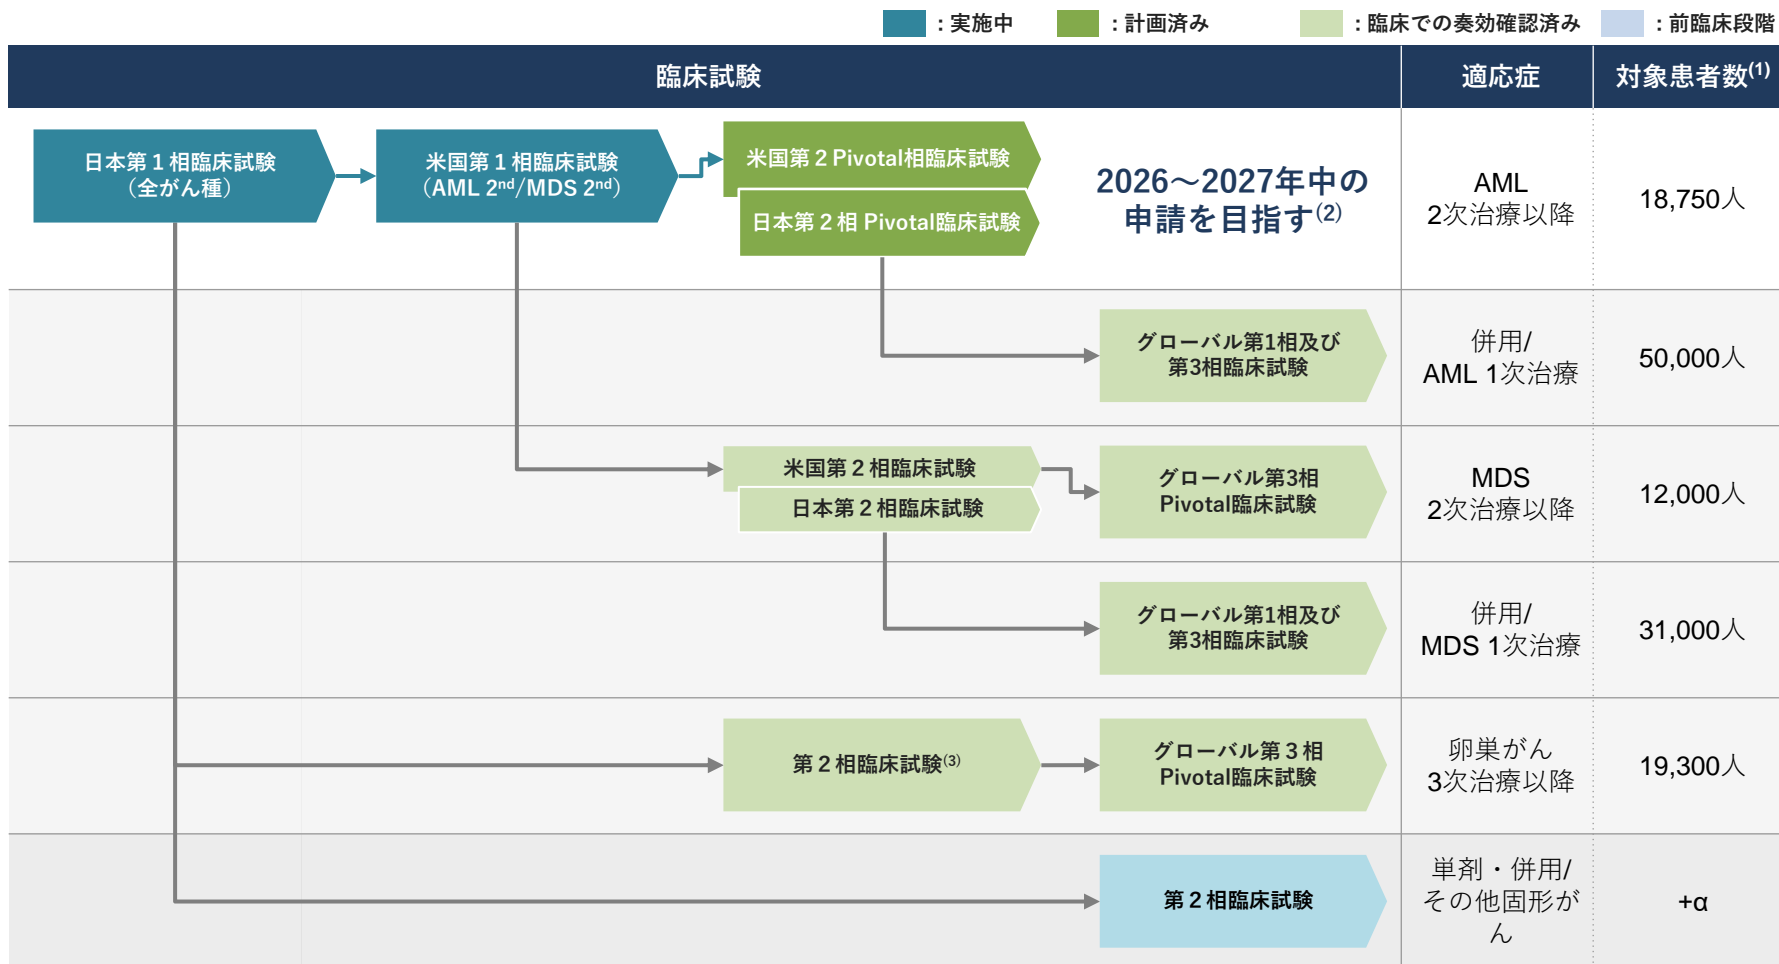 ：実施中
：計画済み
：臨床での奏効確認済み
：前臨床段階
臨床試験
適応症
対象患者数(1)
日本第１相臨床試験
（全がん種）
米国第１相臨床試験
（AML 2nd/MDS 2nd）
米国第２Pivotal相臨床試験
日本第２相 Pivotal臨床試験
2026～2027年中の
申請を目指す(2)
AML
2次治療以降
18,750人
グローバル第1相及び
第3相臨床試験
併用/
AML 1次治療
50,000人
米国第２相臨床試験
日本第２相臨床試験
グローバル第3相
Pivotal臨床試験
MDS
2次治療以降
12,000人
グローバル第1相及び
第3相臨床試験
併用/
MDS 1次治療
31,000人
第２相臨床試験(3)
グローバル第３相
Pivotal臨床試験
卵巣がん
3次治療以降
19,300人
第２相臨床試験
単剤・併用/
その他固形が
ん
+α